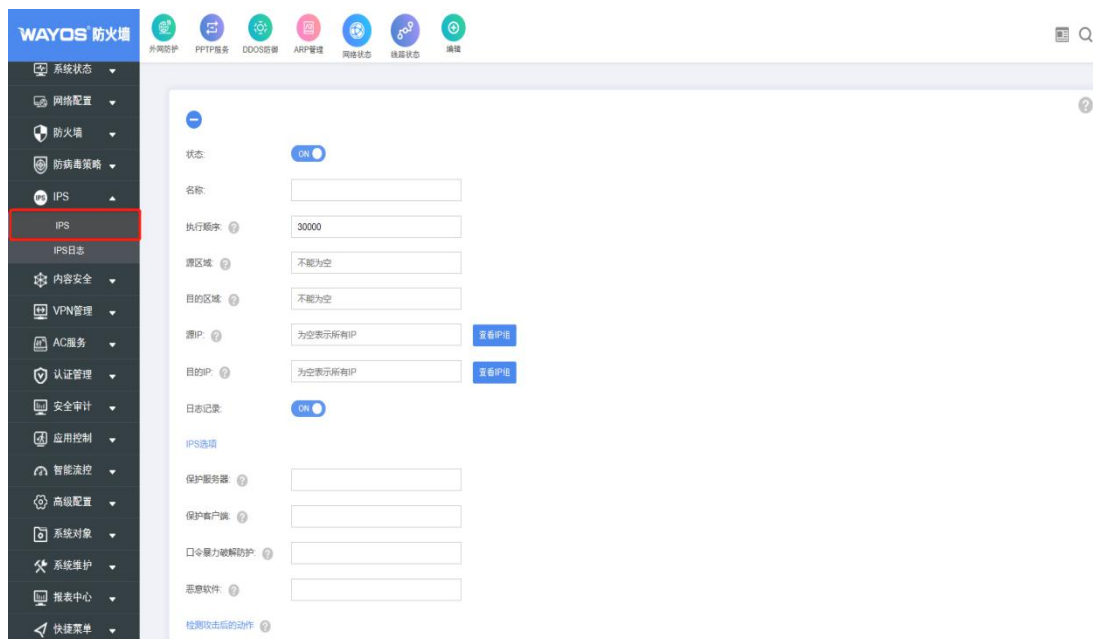 WAYOS 防火墙
外网防护 PPTP服务 DDOS防御 ARP管理 网络状态 线路状态 编辑
系统状态
网络配置
防火墙
防病毒策略
IPS
IPS
IPS日志
内容安全
VPN管理
AC服务
认证管理
安全审计
应用控制
智能流控
高级配置
系统对象
系统维护
报表中心
快捷菜单
状态: ON
名称:
执行顺序: 30000
源区域: 不能为空
目的区域: 不能为空
源IP: 为空表示所有IP 查看IP组
目的IP: 为空表示所有IP 查看IP组
日志记录: ON
IPS选项
保护服务器:
保护客户端:
口令暴力破解防护:
恶意软件:
检测攻击后的动作